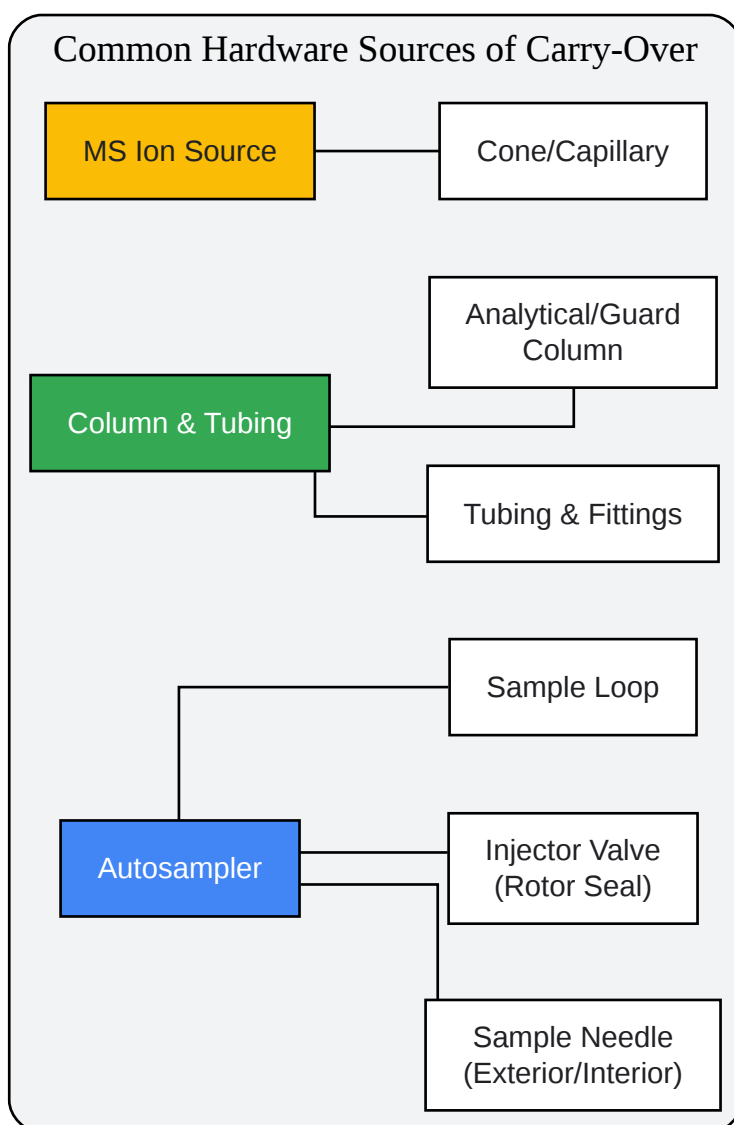 Common Hardware Sources of Carry-Over
MS Ion Source
Cone/Capillary
Analytical/Guard
Column
Column & Tubing
Tubing & Fittings
Sample Loop
Autosampler
Injector Valve
(Rotor Seal)
Sample Needle
(Exterior/Interior)